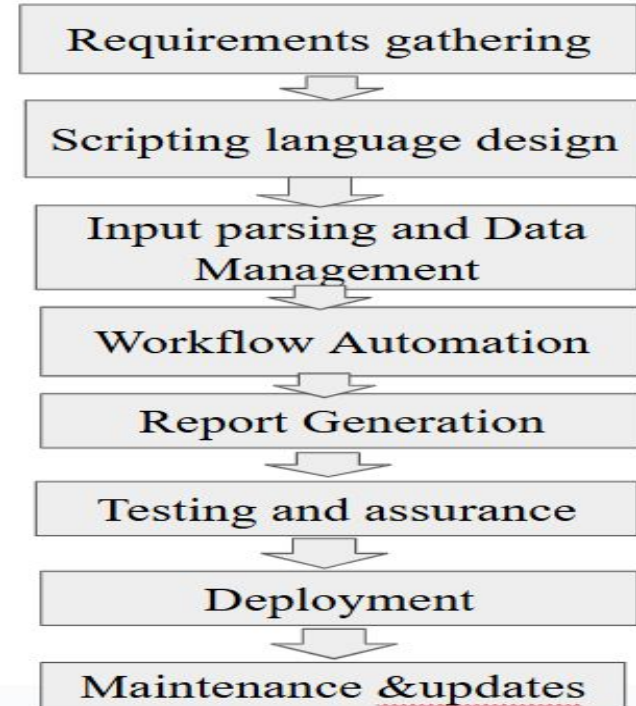 Requirements gathering
Scripting language design
Input parsing and Data
Management
Workflow Automation
Report Generation
Testing and assurance
Deployment
Maintenance &updates